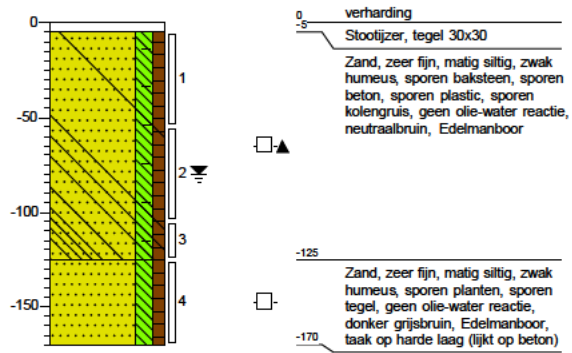 0
-50
-100
-150
1
2
3
4
0
-5
verharding
Stootijzer, tegel 30x30
Zand, zeer fijn, matig siltig, zwak
humeus, sporen baksteen, sporen
beton, sporen plastic, sporen
kolengruis, geen olie-water reactie,
neutraalbruin, Edelmanboor
-125
Zand, zeer fijn, matig siltig, zwak
humeus, sporen planten, sporen
tegel, geen olie-water reactie,
donker grijsbruin, Edelmanboor,
taak op harde laag (lijkt op beton)
-170